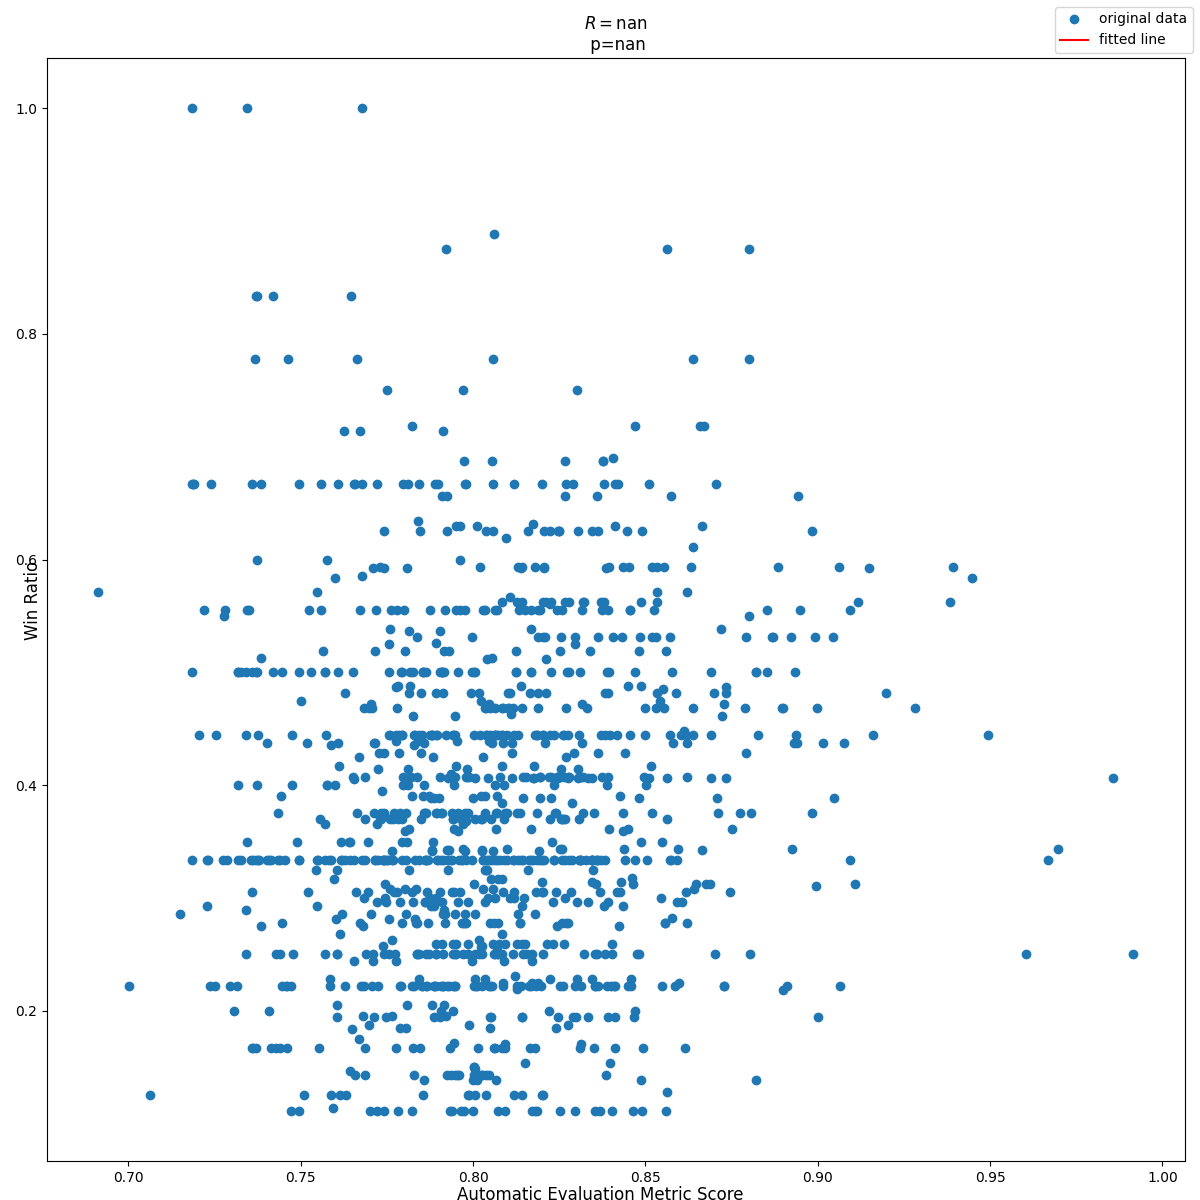 R = nan
p=nan
original data
fitted line
1.0
0.8
0.6
0.4
0.2
Win Ratio
0.70 0.75 0.80 0.85 0.90 0.95 1.00
Automatic Evaluation Metric Score